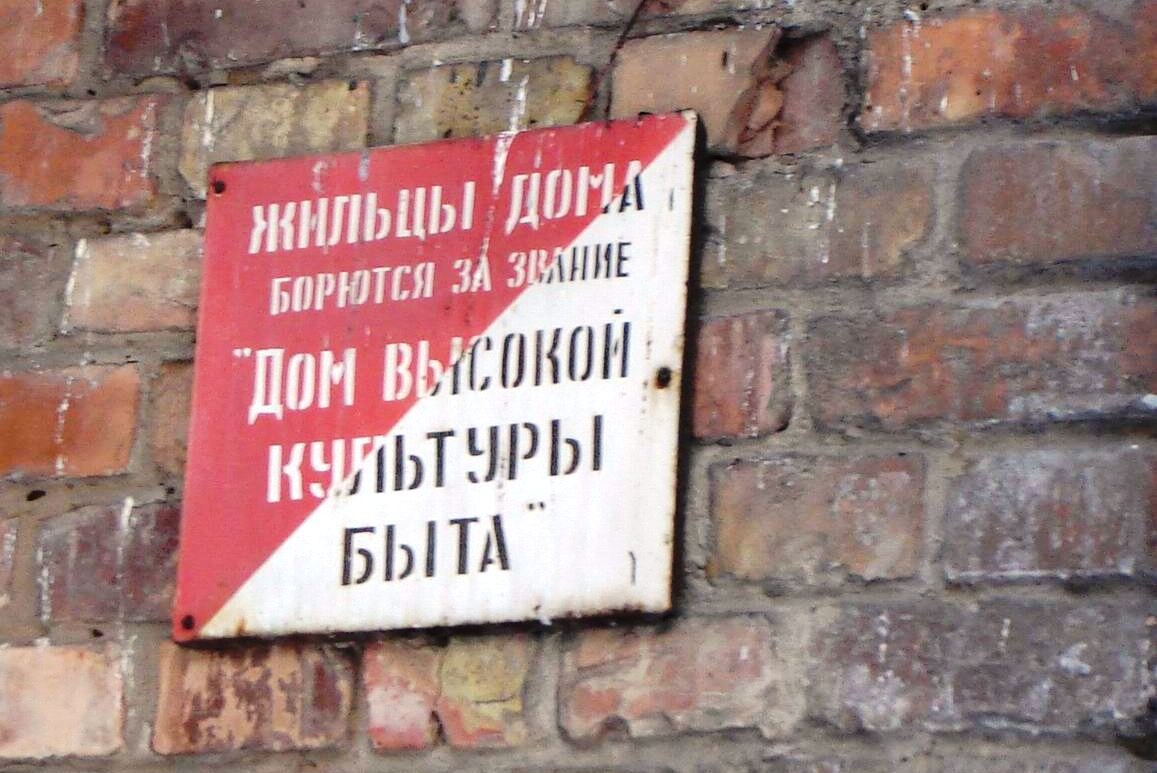 ЖИЛЬЦЫ ДОМА
БОРЮТСЯ ЗА ЗВАНИЕ
"ДОМ ВЫСОКОЙ
КУЛЬТУРЫ
БЫТА"